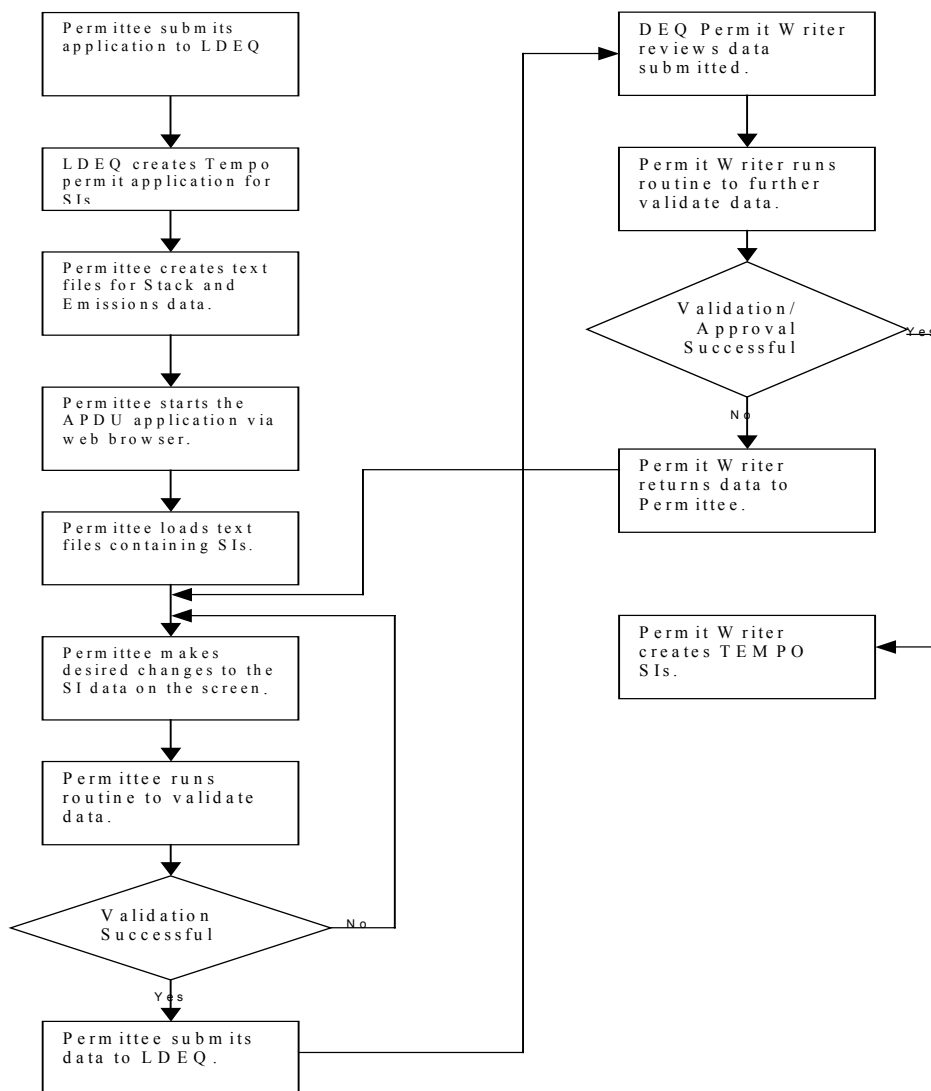 Permittee submits
application to LDEQ
LDEQ creates Tempo
permit application for
SIs
Permittee creates text
files for Stack and
Emissions data.
Permittee starts the
APDU application via
web browser.
Permittee loads text
files containing SIs.
Permittee makes
desired changes to the
SI data on the screen.
Permittee runs
routine to validate
data.
Validation
Successful
No
Yes
Permittee submits
data to LDEQ.
DEQ Permit Writer
reviews data
submitted.
Permit Writer runs
routine to further
validate data.
Validation/
Approval
Successful
Yes
No
Permit Writer
returns data to
Permittee.
Permit Writer
creates TEMPO
SIs.